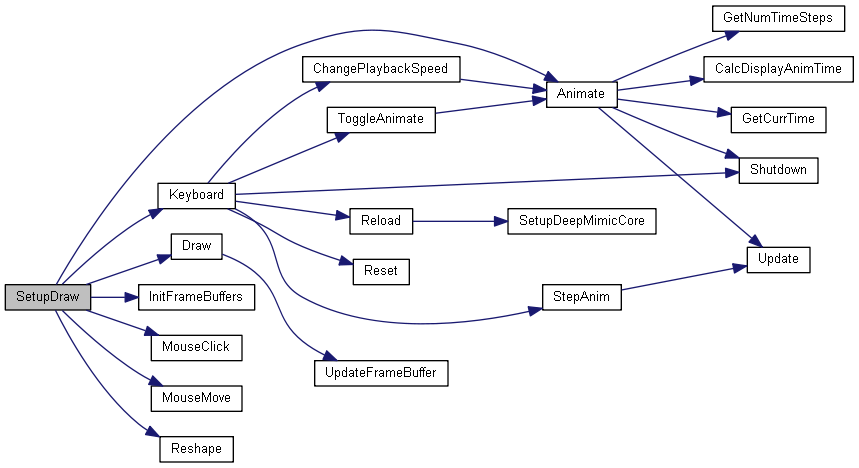 SetupDraw
Keyboard
Draw
InitFrameBuffers
MouseClick
MouseMove
Reshape
ChangePlaybackSpeed
ToggleAnimate
Reload
Reset
UpdateFrameBuffer
Animate
SetupDeepMimicCore
StepAnim
GetNumTimeSteps
CalcDisplayAnimTime
GetCurrTime
Shutdown
Update